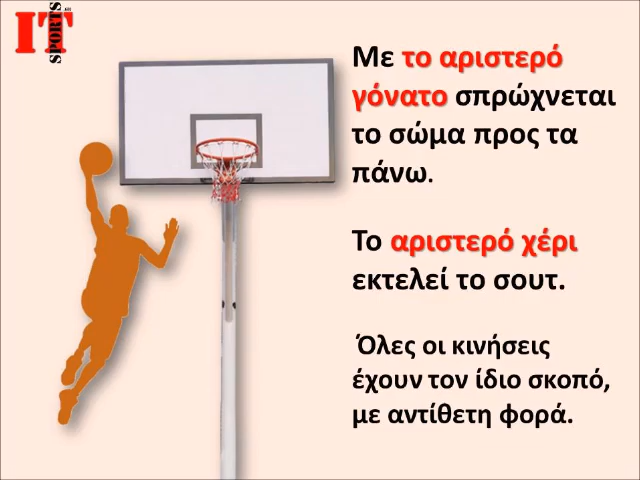 IT
SPORTS
Με το αριστερό
γόνατο σπρώχνεται
το σώμα προς τα
πάνω.
Το αριστερό χέρι
εκτελεί το σουτ.
Όλες οι κινήσεις
έχουν τον ίδιο σκοπό,
με αντίθετη φορά.